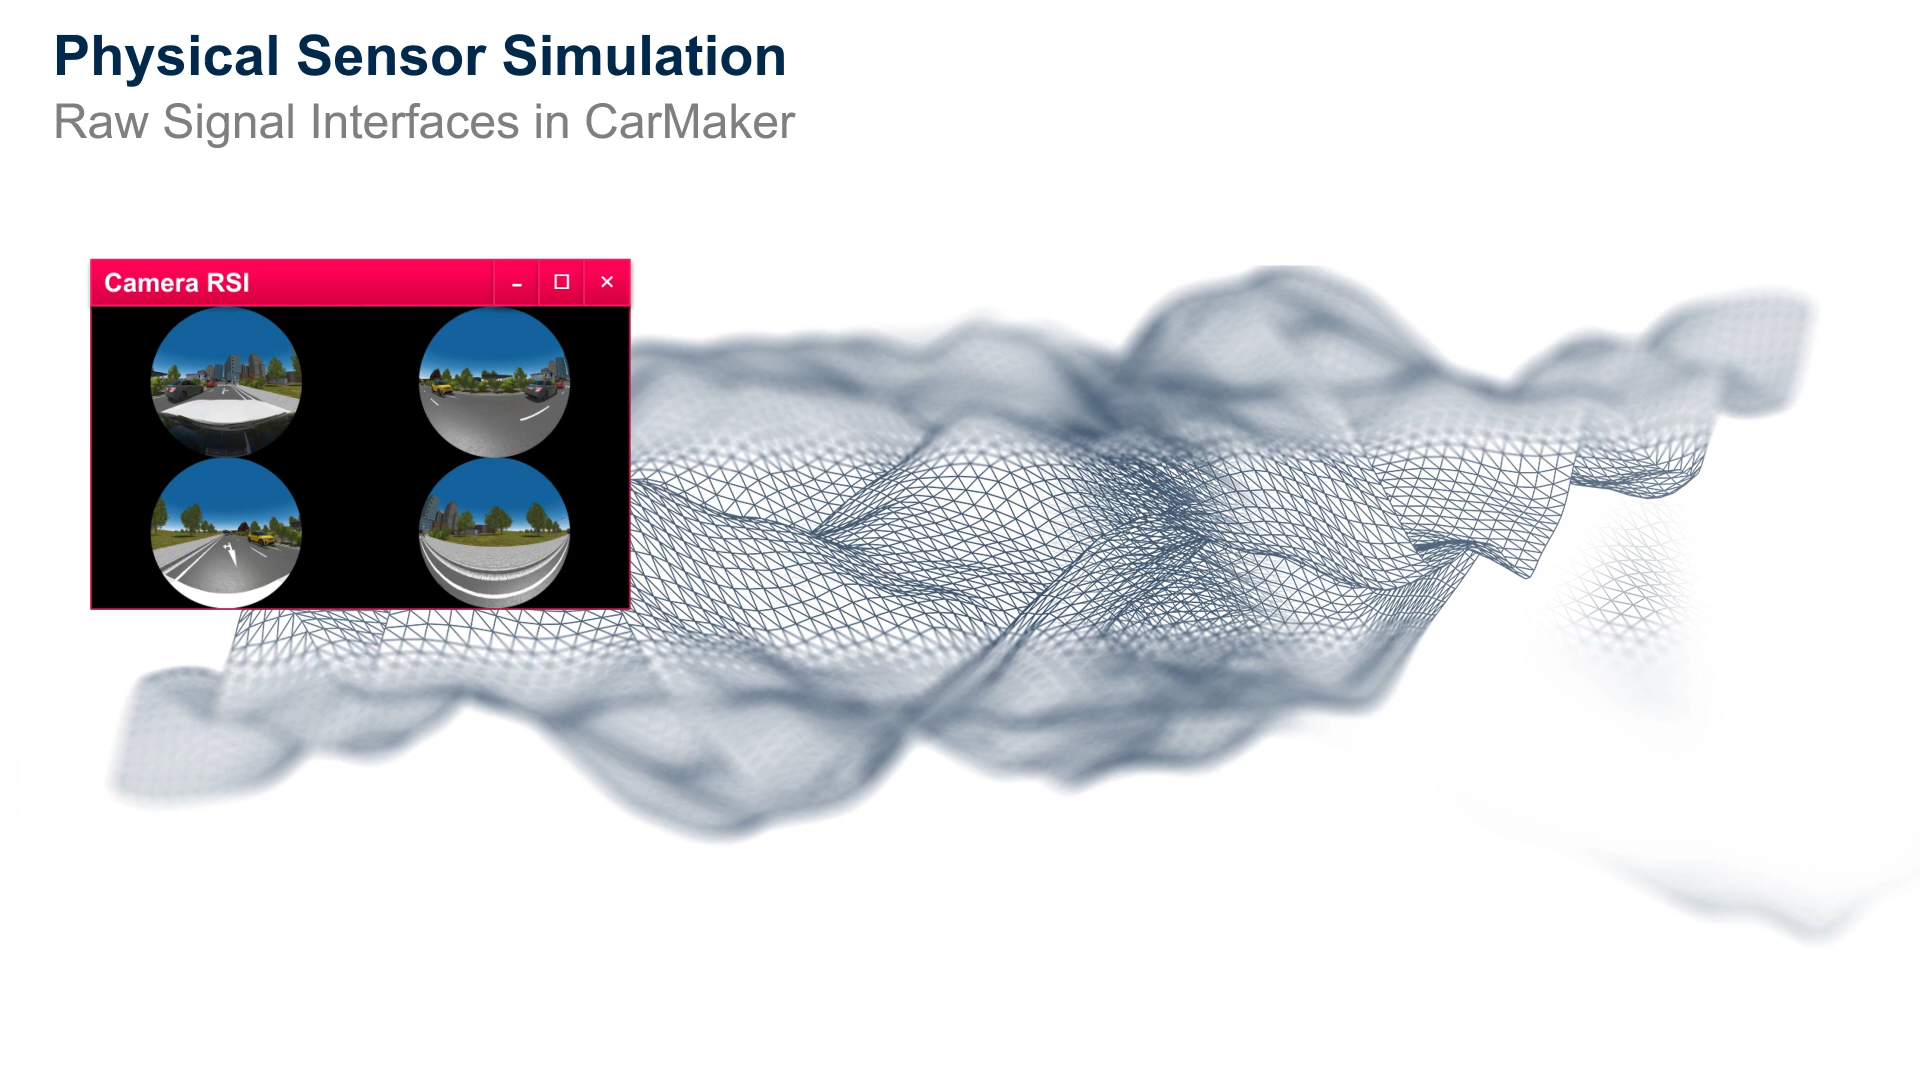 Physical Sensor Simulation
Raw Signal Interfaces in CarMaker
Camera RSI